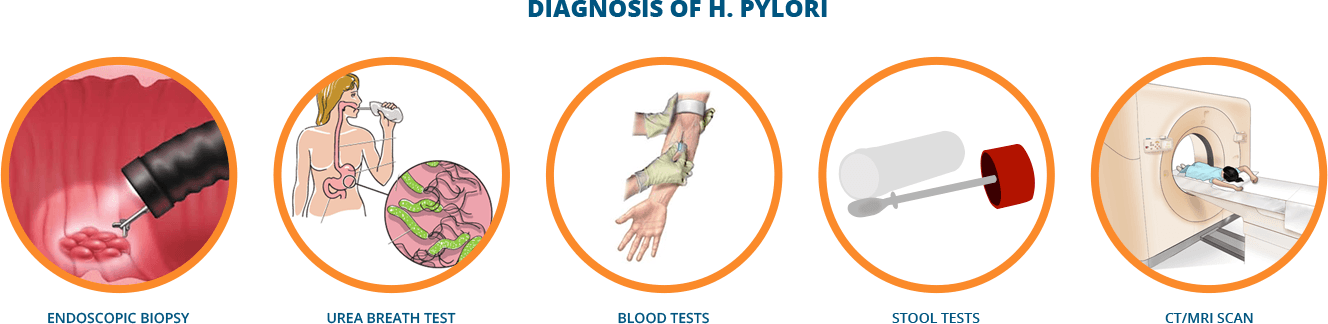 DIAGNOSIS OF H. PYLORI
ENDOSCOPIC BIOPSY
UREA BREATH TEST
BLOOD TESTS
STOOL TESTS
CT/MRI SCAN